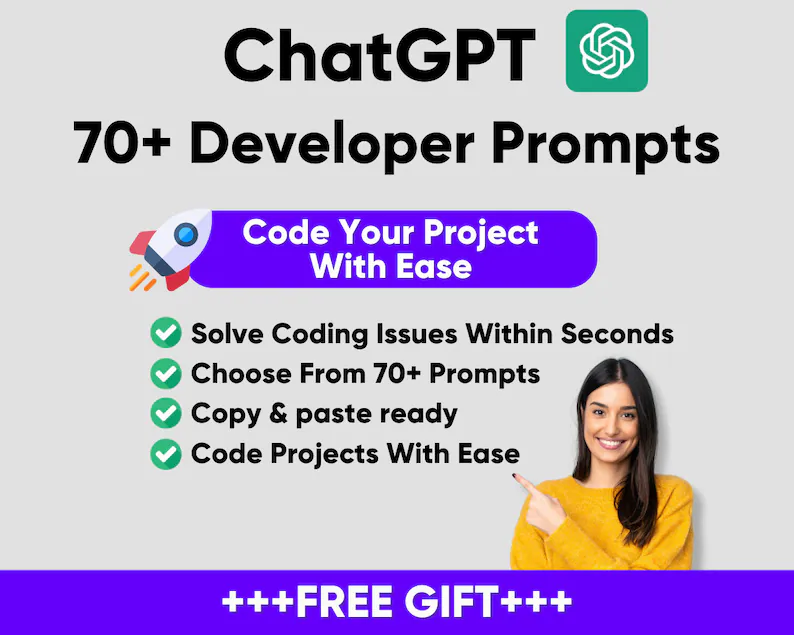 ChatGPT
70+ Developer Prompts
Code Your Project
With Ease
Solve Coding Issues Within Seconds
Choose From 70+ Prompts
Copy & paste ready
Code Projects With Ease
+++FREE GIFT+++